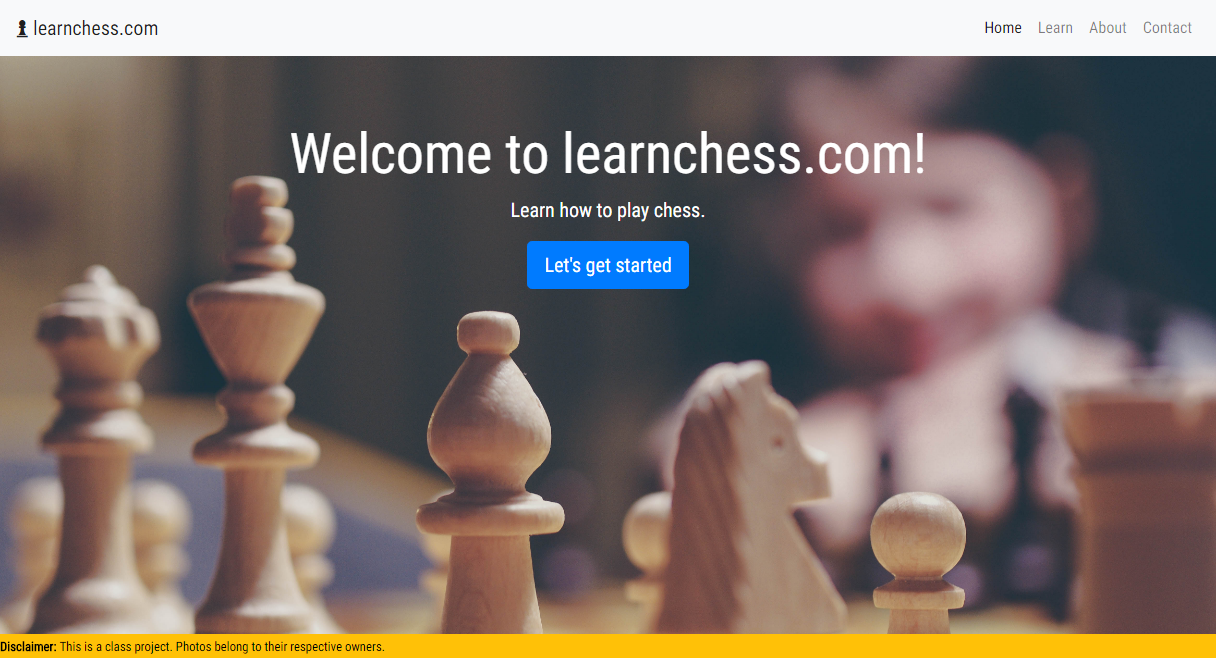 learnchess.com
Home Learn About Contact
Welcome to learnchess.com!
Learn how to play chess.
Let's get started
Disclaimer: This is a class project. Photos belong to their respective owners.